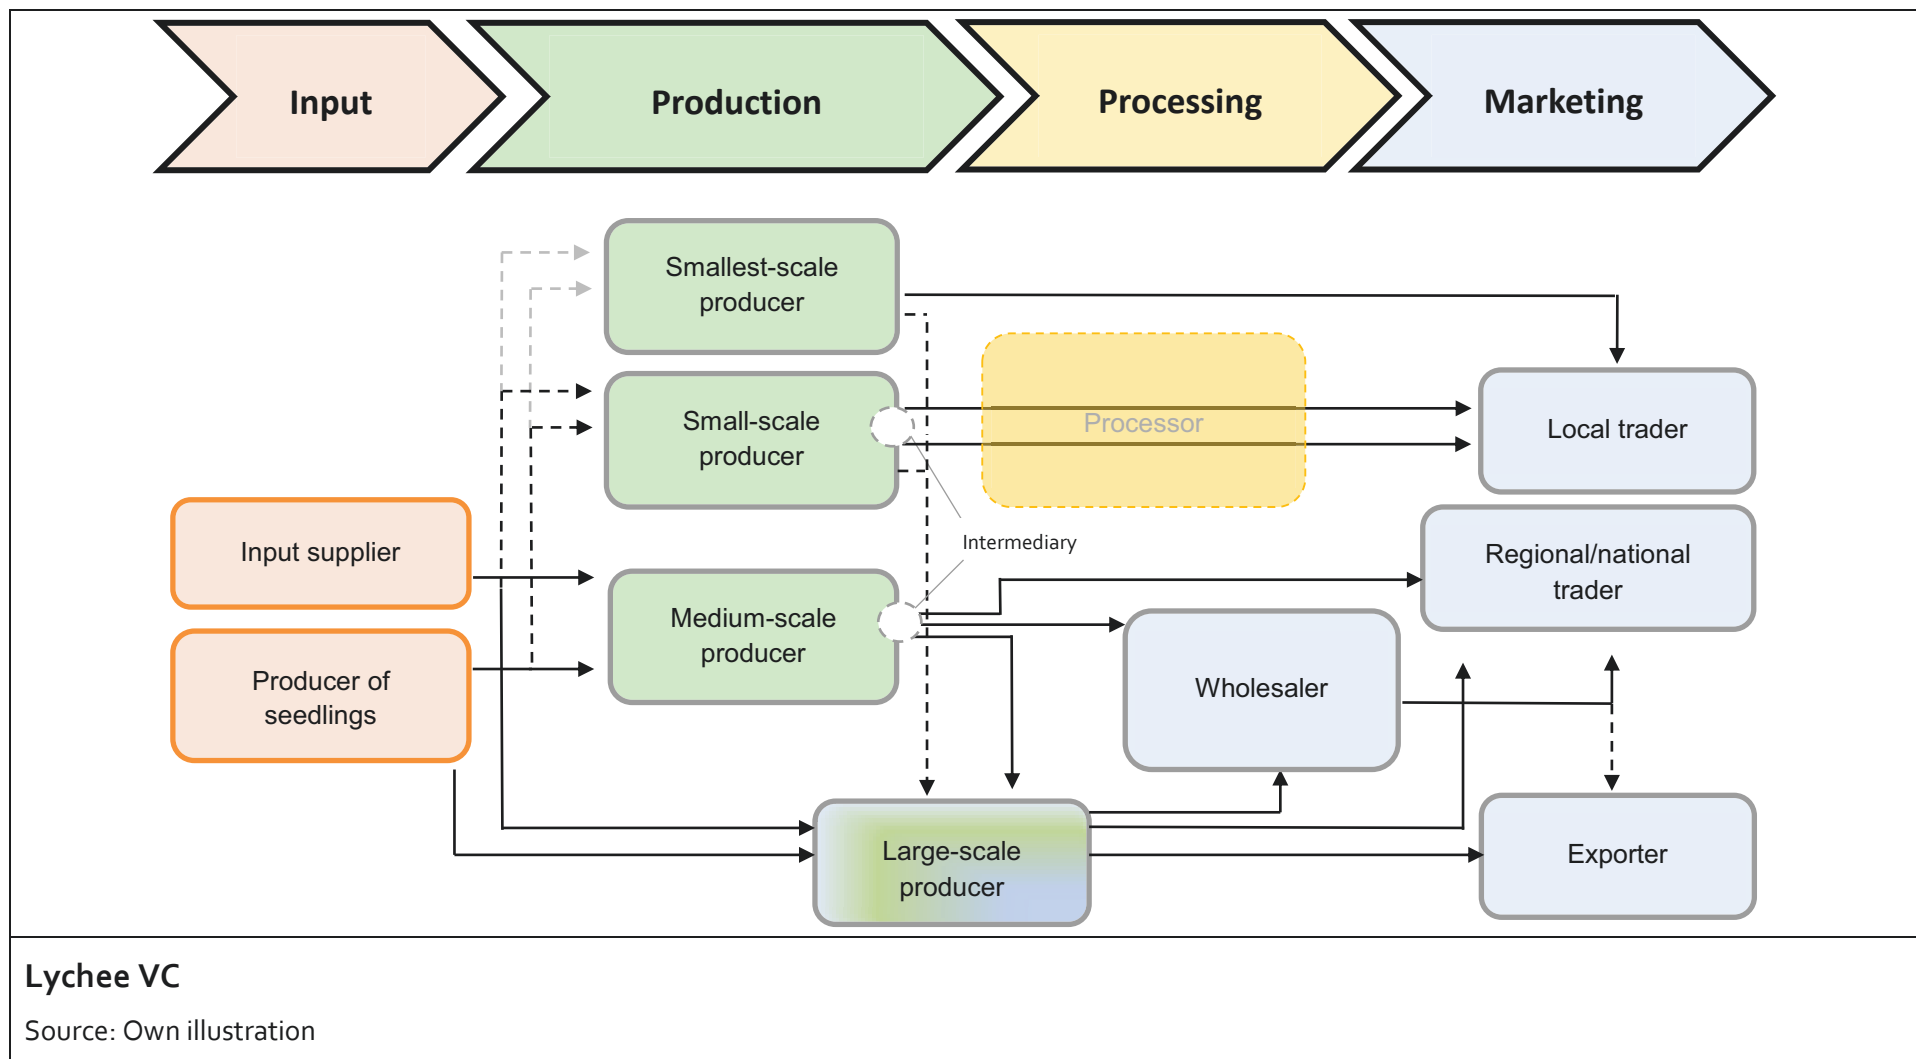 Input
Production
Processing
Marketing
Smallest-scale
producer
Small-scale
producer
Processor
Local trader
Input supplier
Intermediary
Regional/national
trader
Medium-scale
producer
Producer of
seedlings
Wholesaler
Large-scale
producer
Exporter
Lychee VC
Source: Own illustration